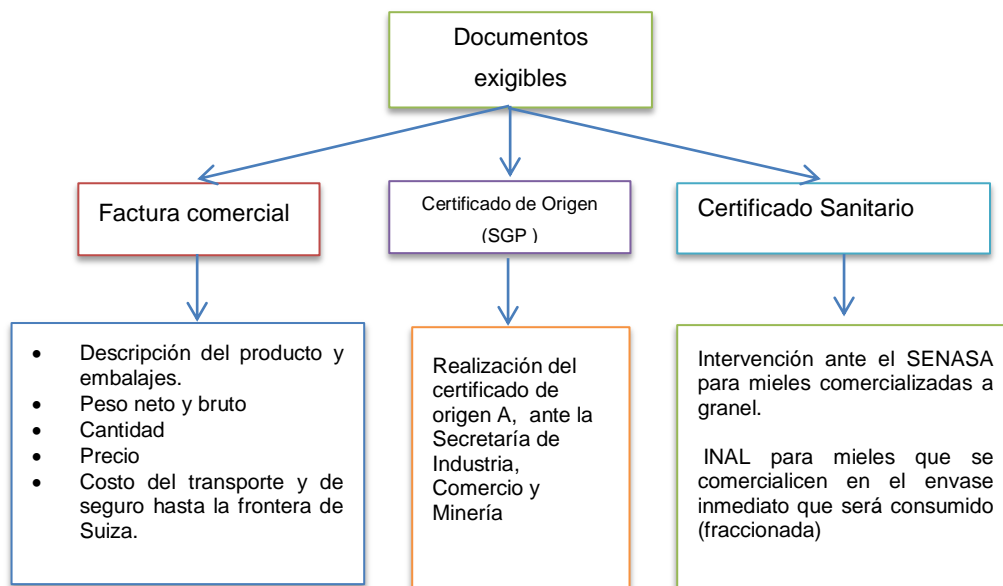 Documentos
exigibles
Factura comercial
Certificado de Origen
(SGP )
Certificado Sanitario
• Descripción del producto y
embalajes.
• Peso neto y bruto
• Cantidad
• Precio
• Costo del transporte y de
seguro hasta la frontera de
Suiza.
Realización del
certificado de
origen A, ante la
Secretaría de
Industria,
Comercio y
Minería
Intervención ante el SENASA
para mieles comercializadas a
granel.
INAL para mieles que se
comercialicen en el envase
inmediato que será consumido
(fraccionada)